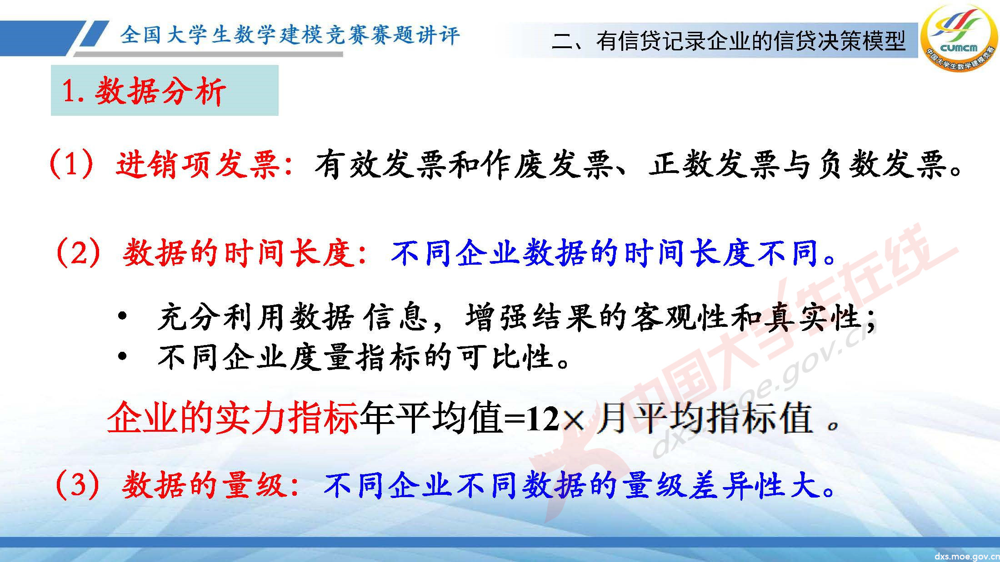 全国大学生数学建模竞赛赛题讲评
二、有信贷记录企业的信贷决策模型
CUMCM
中国大学生数学建模竞赛
1.数据分析
(1) 进销项发票：有效发票和作废发票、正数发票与负数发票。
(2) 数据的时间长度：不同企业数据的时间长度不同。
• 充分利用数据 信息，增强结果的客观性和真实性；
• 不同企业度量指标的可比性。
企业的实力指标年平均值=12× 月平均指标值 。
(3) 数据的量级：不同企业不同数据的量级差异性大。
中国大学生在线
dxs.moe.gov.cn
dxs.moe.gov.cn